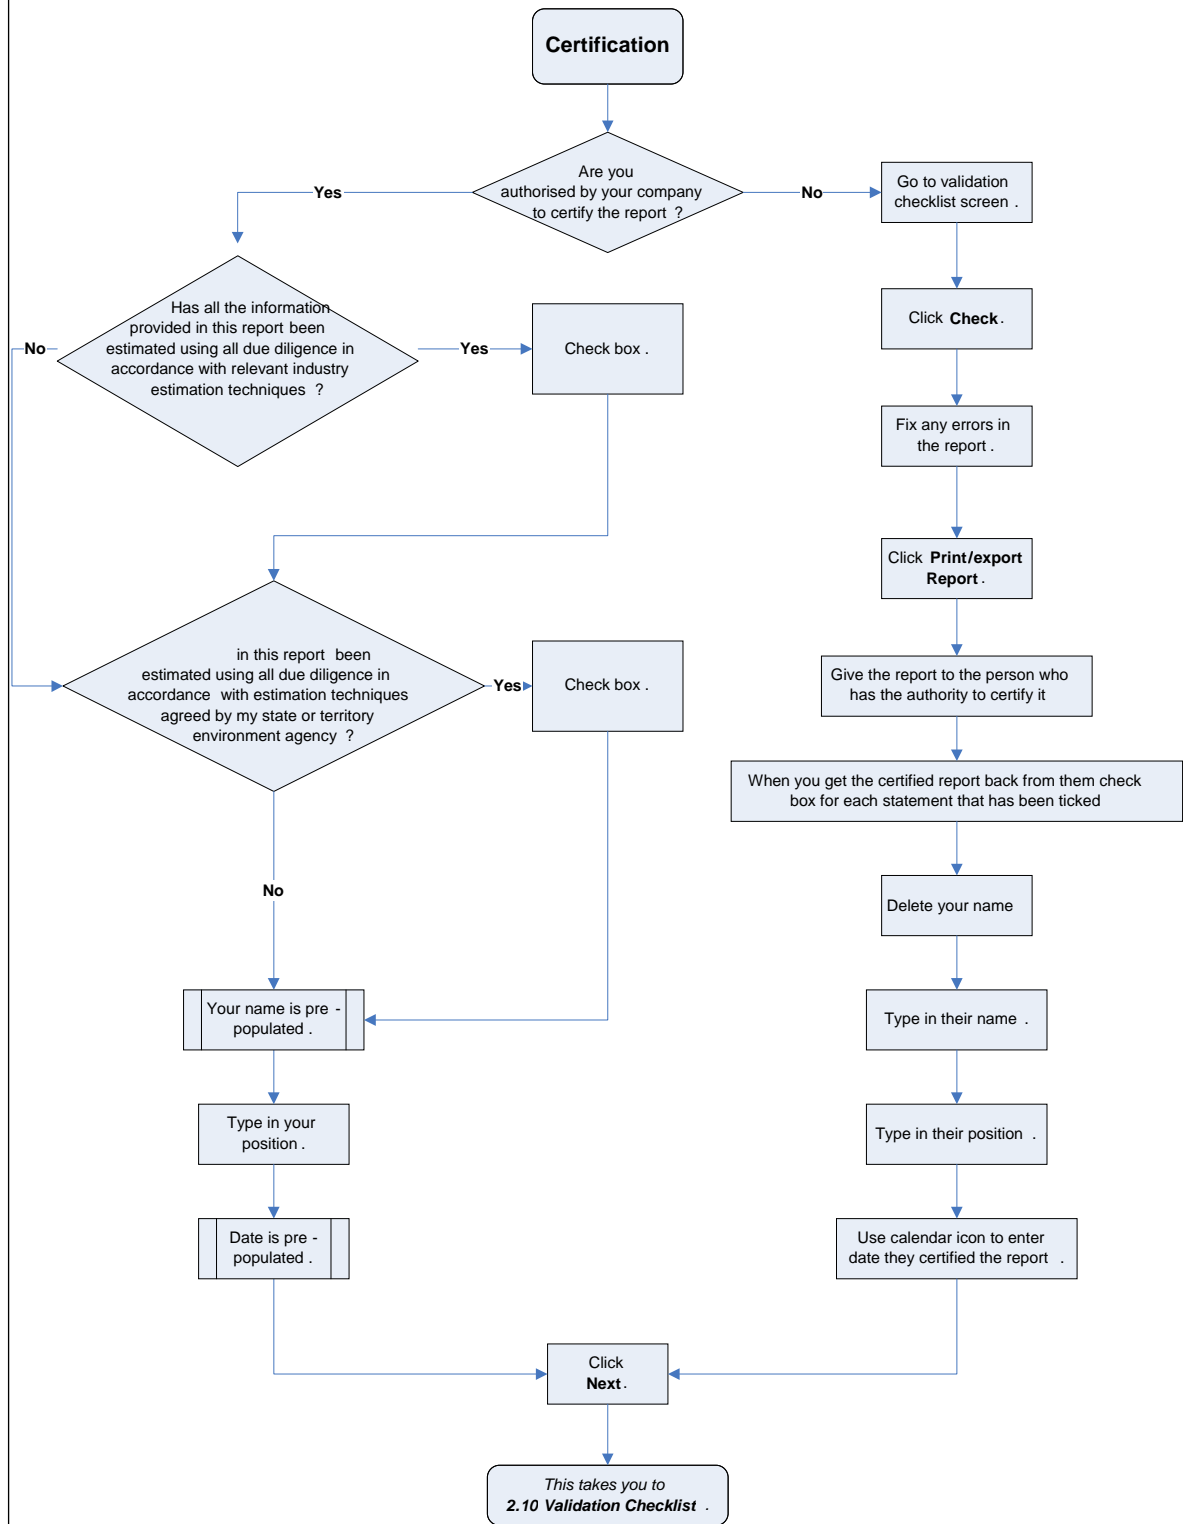 Certification
Are you
authorised by your company
to certify the report ?
Yes
No
Go to validation
checklist screen .
Has all the information
provided in this report been
estimated using all due diligence in
accordance with relevant industry
estimation techniques ?
No
Yes
Check box .
Click Check .
Fix any errors in
the report .
Click Print/export
Report .
in this report been
estimated using all due diligence in
accordance with estimation techniques
agreed by my state or territory
environment agency ?
Yes
Check box .
Give the report to the person who
has the authority to certify it
When you get the certified report back from them check
box for each statement that has been ticked
No
Delete your name
Your name is pre -
populated .
Type in their name .
Type in your
position .
Type in their position .
Date is pre -
populated .
Use calendar icon to enter
date they certified the report .
Click
Next .
This takes you to
2.10 Validation Checklist .